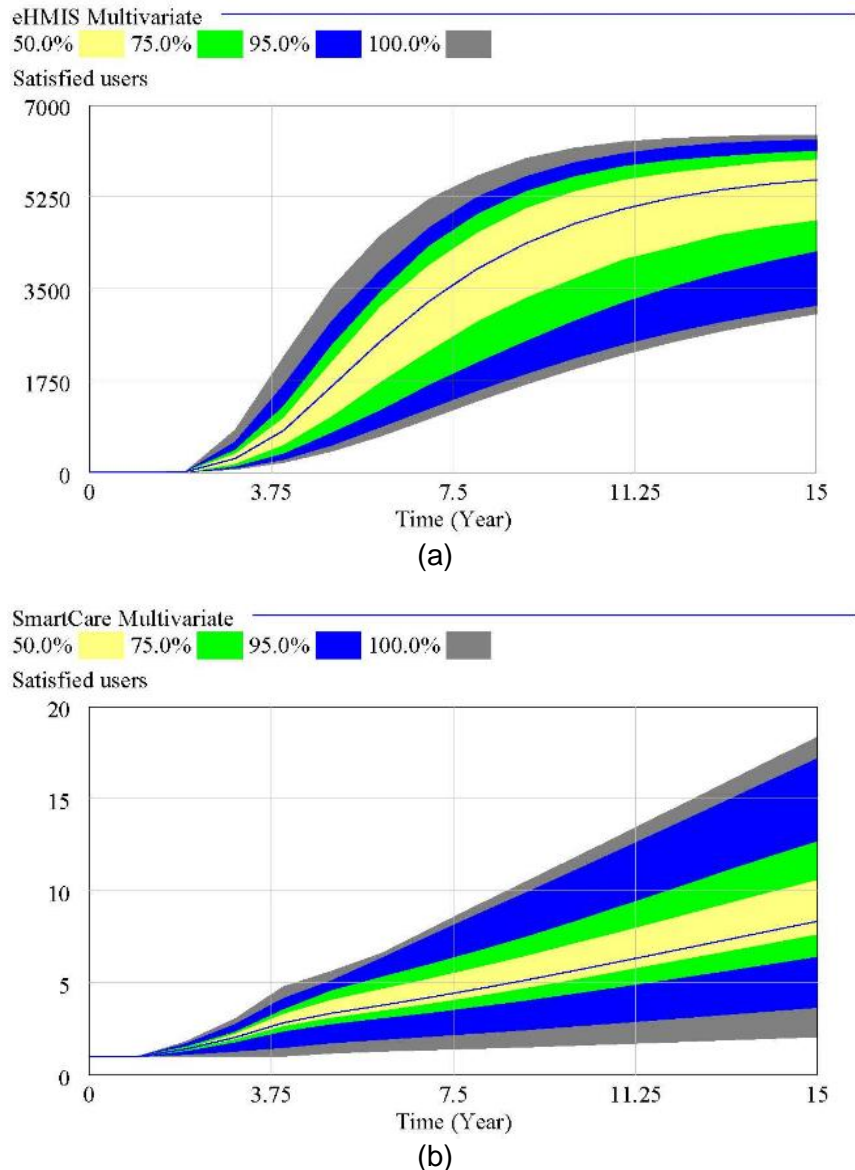 eHMIS Multivariate
50.0% 75.0% 95.0% 100.0%
Satisfied users
7000
5250
3500
1750
0
0 3.75 7.5 11.25 15
Time (Year)
(a)
SmartCare Multivariate
50.0% 75.0% 95.0% 100.0%
Satisfied users
20
15
10
5
0
0 3.75 7.5 11.25 15
Time (Year)
(b)